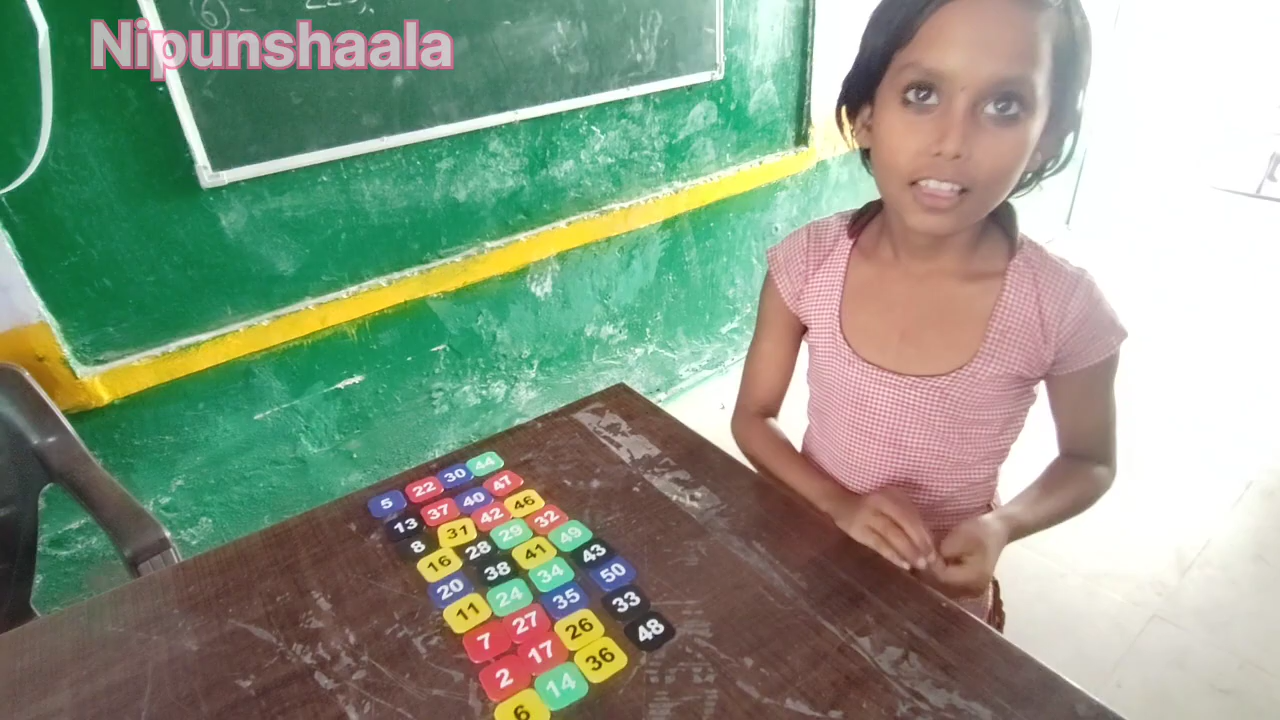 Nipunshaala
5 22 30 44
13 37 40 47
8 31 42 46
16 28 29 32
20 38 41 49
11 24 34 43
7 27 35 50
2 17 26 33
6 14 36 48